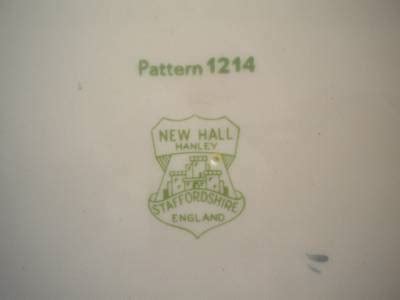 Pattern 1214
NEW HALL
HANLEY
STAFFORDSHIRE
ENGLAND